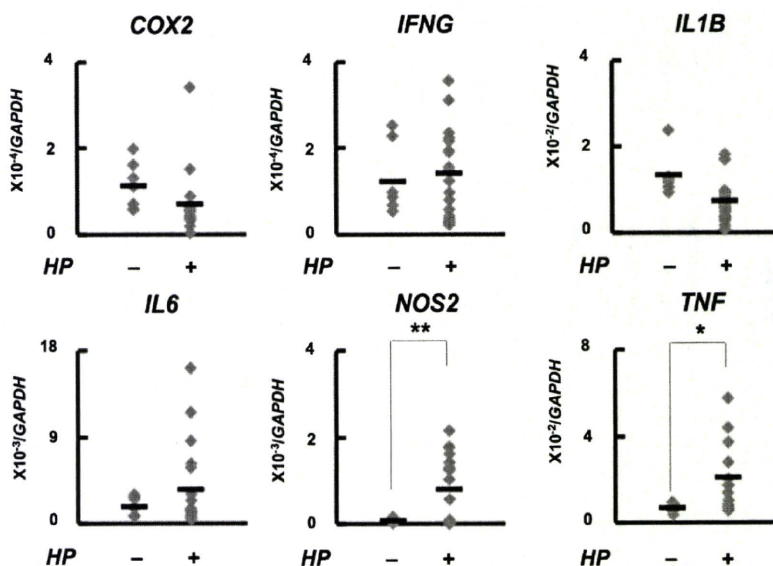 COX2
IFNG
IL1B
X10⁻⁴/GAPDH
4
2
0
HP – +
X10⁻⁴/GAPDH
4
2
0
HP – +
X10⁻²/GAPDH
4
2
0
HP – +
IL6
NOS2
TNF
X10⁻³/GAPDH
18
9
0
HP – +
X10⁻³/GAPDH
4
2
0
**
HP – +
X10⁻²/GAPDH
8
4
2
0
*
HP – +